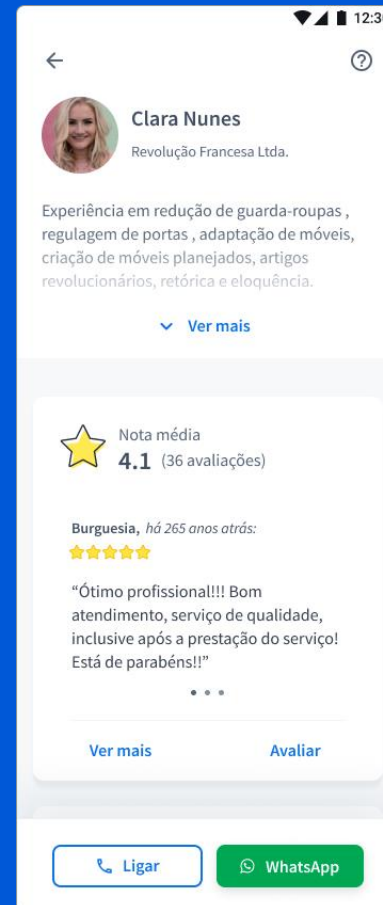 12:30
Clara Nunes
Revolução Francesa Ltda.
Experiência em redução de guarda-roupas ,
regulagem de portas , adaptação de móveis,
criação de móveis planejados, artigos
revolucionários, retórica e eloquência.
Ver mais
Nota média
4.1 (36 avaliações)
Burguesia, há 265 anos atrás:
“Ótimo profissional!!! Bom
atendimento, serviço de qualidade,
inclusive após a prestação do serviço!
Está de parabéns!!”
Ver mais Avaliar
Ligar WhatsApp